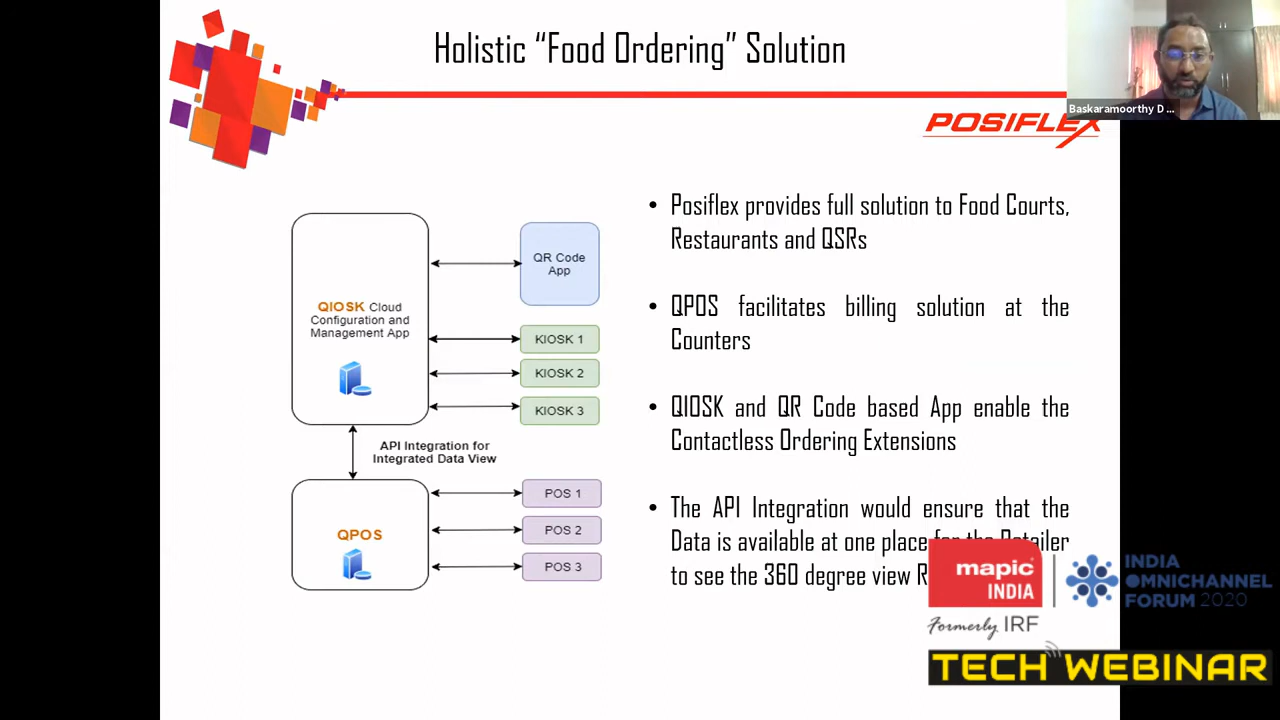 Holistic “Food Ordering” Solution
Baskaramoorthy D ...
POSIFLEX
QIOSK Cloud
Configuration and
Management App
QR Code
App
KIOSK 1
KIOSK 2
KIOSK 3
API Integration for
Integrated Data View
QPOS
POS 1
POS 2
POS 3
• Posiflex provides full solution to Food Courts,
Restaurants and QSRs
• QPOS facilitates billing solution at the
Counters
• QIOSK and QR Code based App enable the
Contactless Ordering Extensions
• The API Integration would ensure that the
Data is available at one place for the Retailer
to see the 360 degree view
mapic
INDIA
Formerly IRF
INDIA
OMNICHANNEL
FORUM 2020
TECH WEBINAR